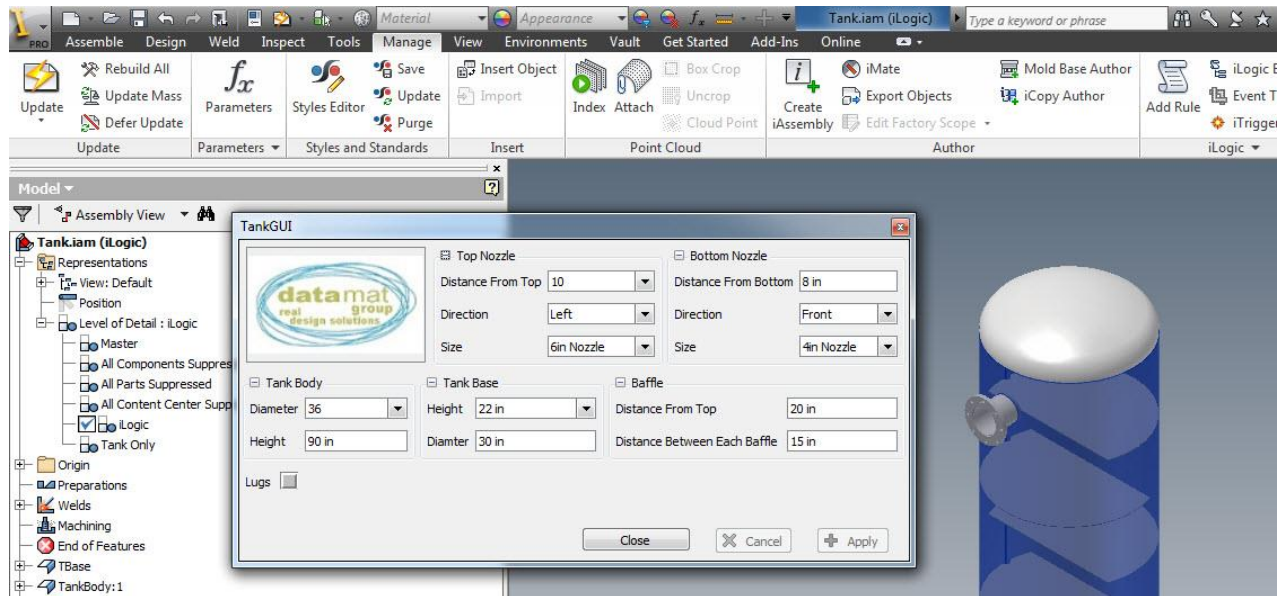 PRO
Material
Appearance
Tank.iam (iLogic)
Type a keyword or phrase
Assemble Design Weld Inspect Tools Manage View Environments Vault Get Started Add-Ins Online
Update
Rebuild All
Update Mass
Defer Update
fx
Parameters
Styles Editor
Save
Update
Purge
Insert Object
Import
Index
Attach
Box Crop
Uncrop
Cloud Point
Create
iAssembly
iMate
Export Objects
Edit Factory Scope
Mold Base Author
iCopy Author
Add Rule
iLogic
Event
iTrigger
Update Parameters Styles and Standards Insert Point Cloud Author iLogic
Model
Assembly View
Tank.iam (iLogic)
Representations
View: Default
Position
Level of Detail : iLogic
Master
All Components Suppres
All Parts Suppressed
All Content Center Supp
iLogic
Tank Only
Origin
Preparations
Welds
Machining
End of Features
TBase
TankBody:1
TankGUI
datamat
real group
design solutions
Top Nozzle
Distance From Top 10
Direction Left
Size 6in Nozzle
Bottom Nozzle
Distance From Bottom 8 in
Direction Front
Size 4in Nozzle
Tank Body
Diameter 36
Height 90 in
Tank Base
Height 22 in
Diamter 30 in
Baffle
Distance From Top 20 in
Distance Between Each Baffle 15 in
Lugs
Close Cancel Apply